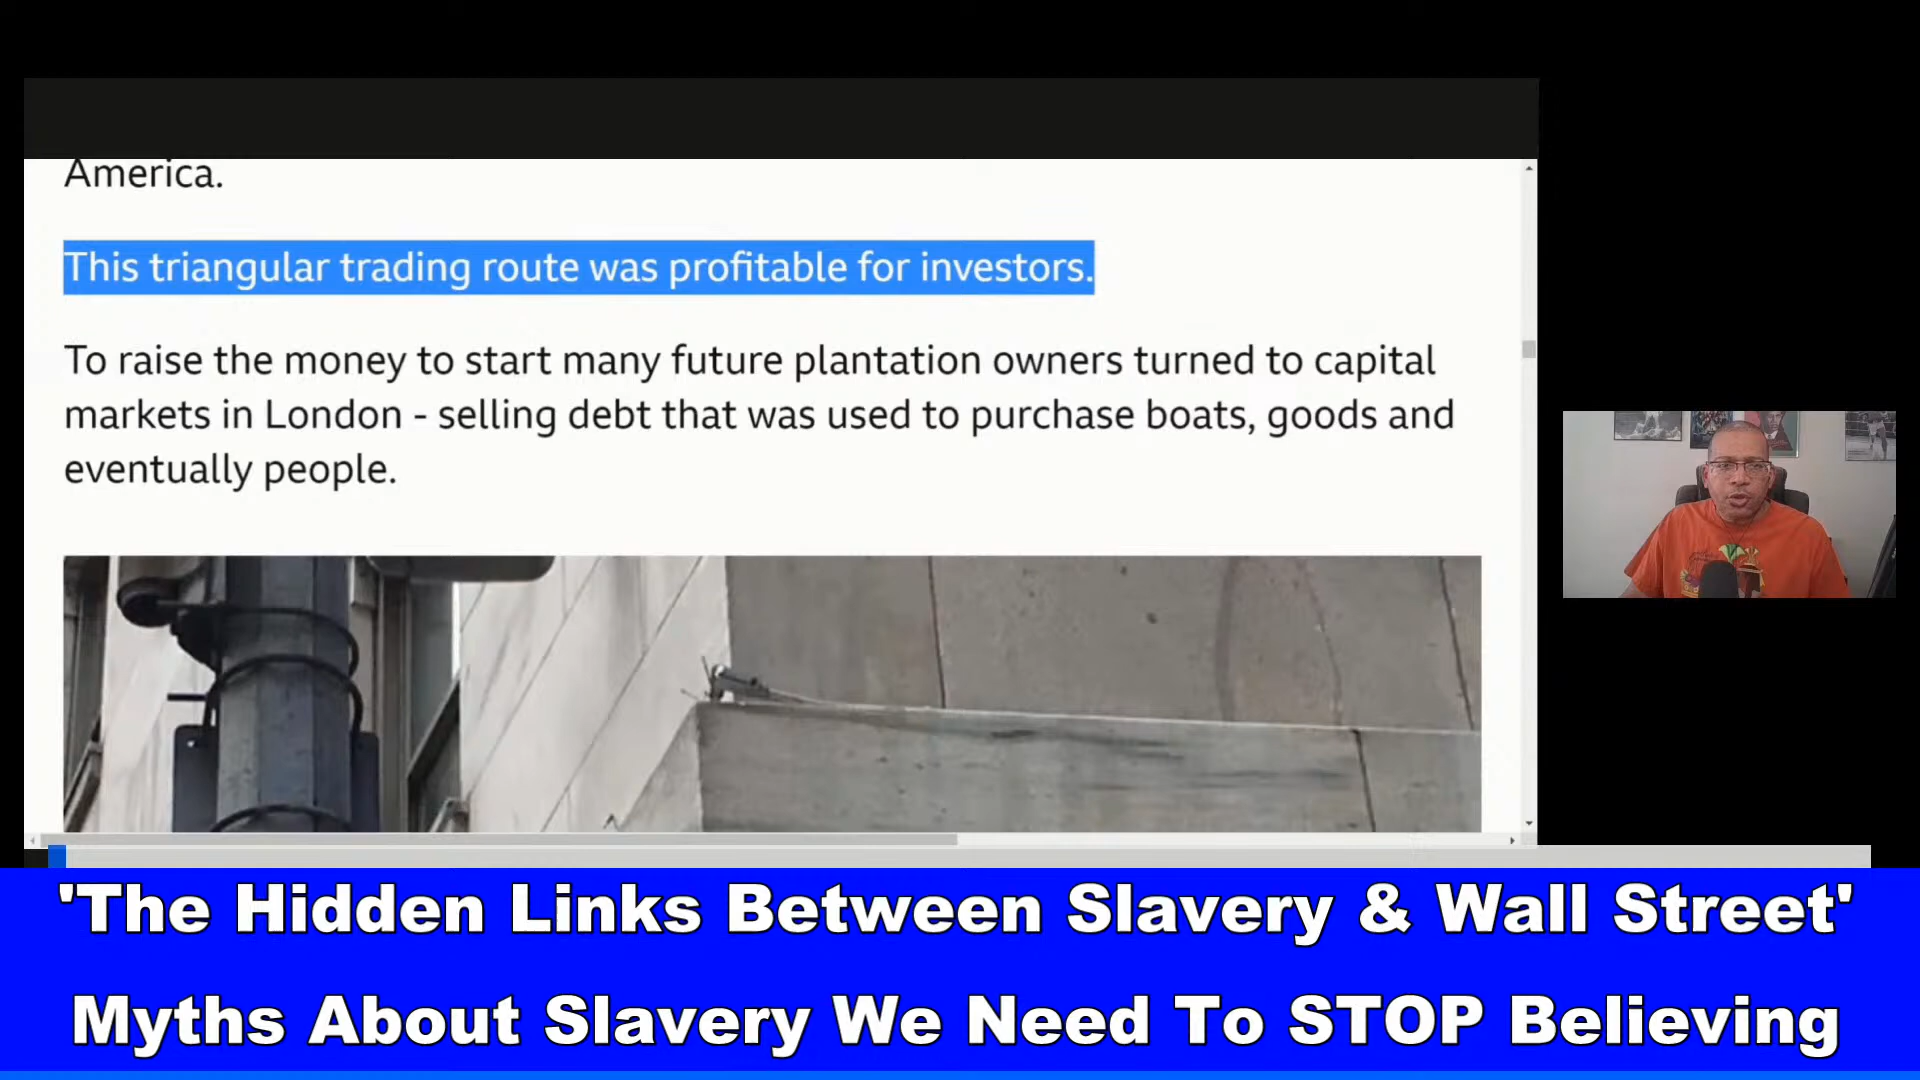 America.
This triangular trading route was profitable for investors.
To raise the money to start many future plantation owners turned to capital
markets in London - selling debt that was used to purchase boats, goods and
eventually people.
'The Hidden Links Between Slavery & Wall Street'
Myths About Slavery We Need To STOP Believing